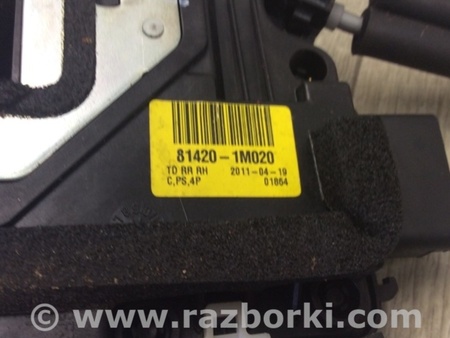 81420-1M020
TD RR RH 2011-04-19
C,PS,4P 01864
© www.razborki.com